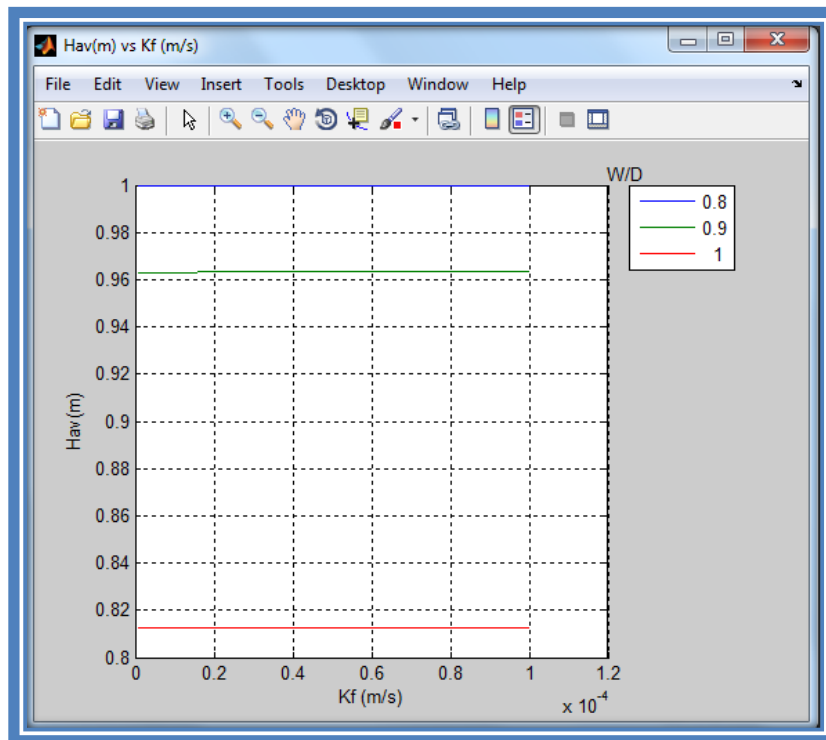 Hav(m) vs Kf (m/s)
File Edit View Insert Tools Desktop Window Help
W/D
0.8
0.9
1
1
0.98
0.96
0.94
0.92
0.9
0.88
0.86
0.84
0.82
0.8
Hav (m)
0 0.2 0.4 0.6 0.8 1 1.2
Kf (m/s)
x 10^-4